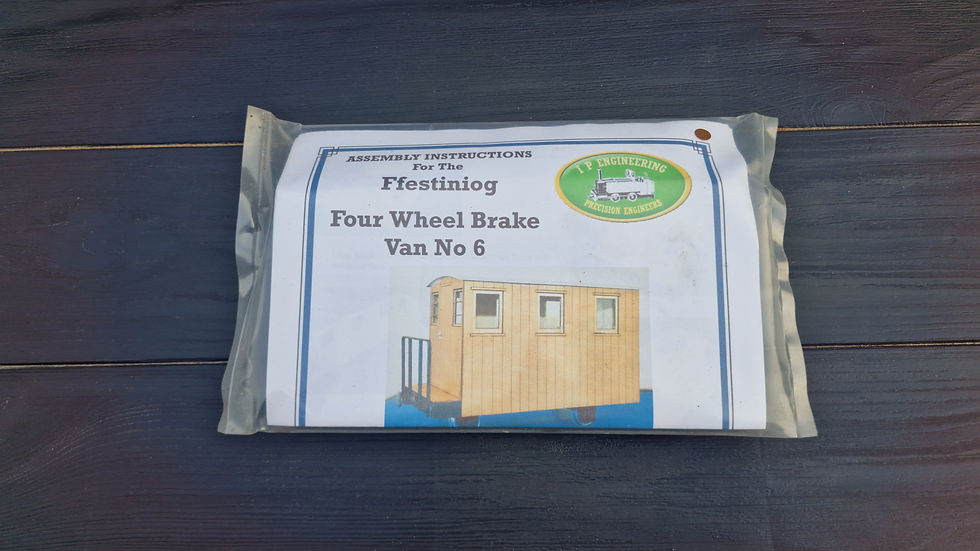 ASSEMBLY INSTRUCTIONS
For The
Ffestiniog
Four Wheel Brake
Van No 6
I P ENGINEERING
PRECISION ENGINEERS